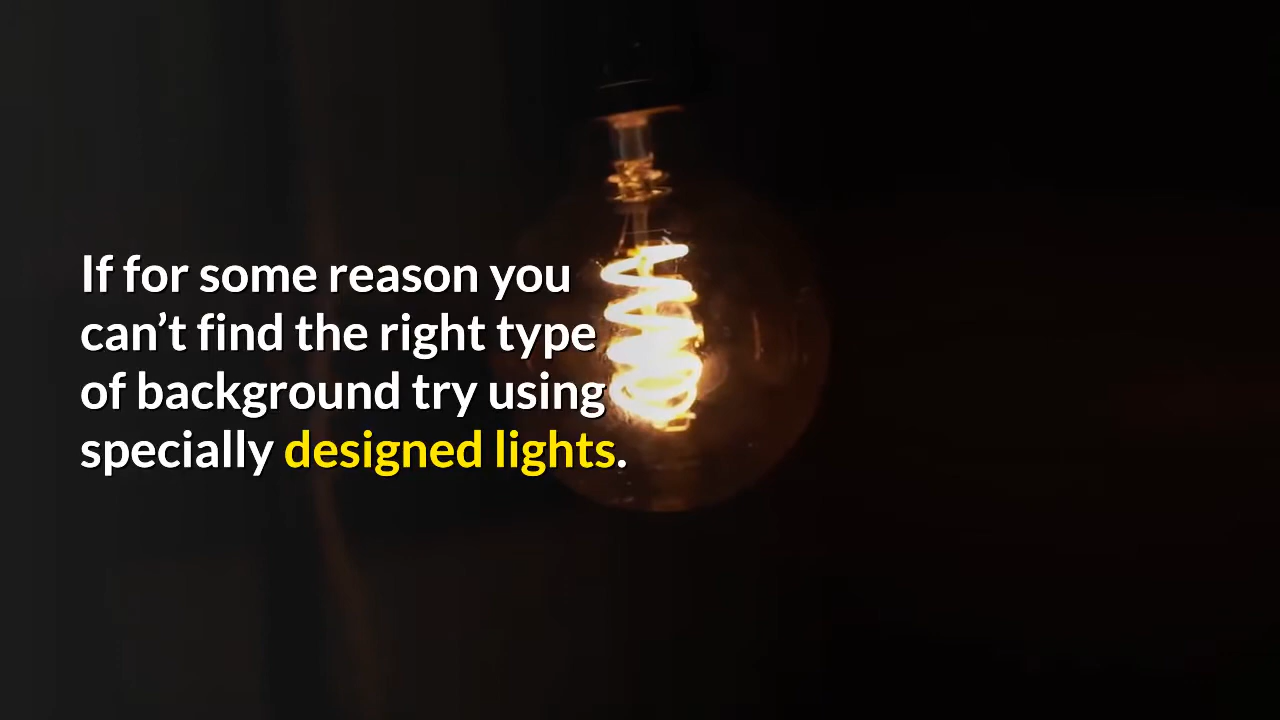 If for some reason you
can’t find the right type
of background try using
specially designed lights.